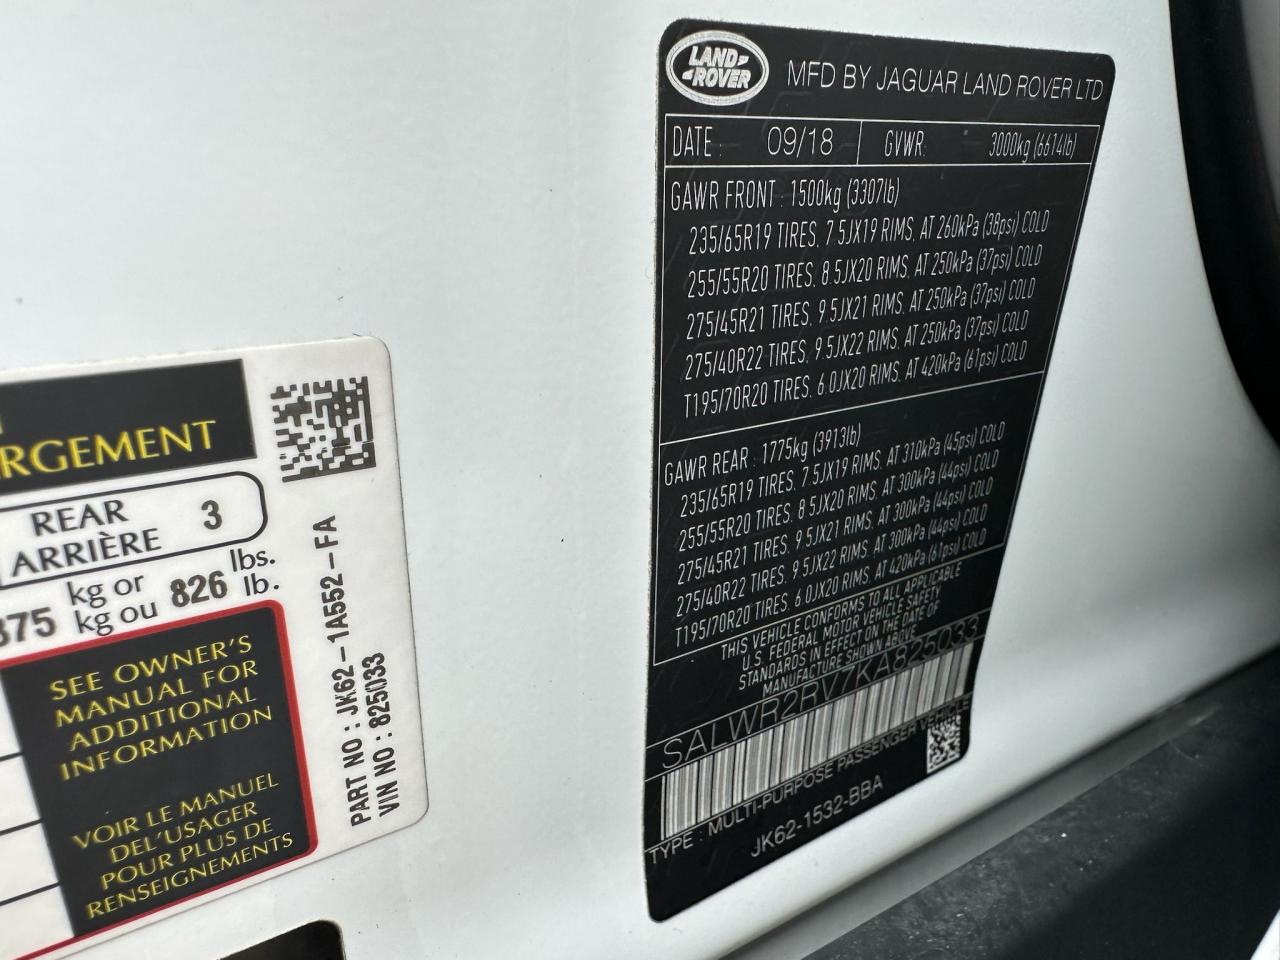 RGEMENT
REAR 3
ARRIÈRE
375 kg or 826 lbs.
kg ou lb.
SEE OWNER'S
MANUAL FOR
ADDITIONAL
INFORMATION
VOIR LE MANUEL
DEL'USAGER
POUR PLUS DE
RENSEIGNEMENTS
PART NO : JK62-1A552-FA
VIN NO : 825033
LAND ROVER
MFD BY JAGUAR LAND ROVER LTD
DATE : 09/18 GVWR: 3000kg (6614lb)
GAWR FRONT : 1500kg (3307lb)
235/65R19 TIRES, 7.5JX19 RIMS, AT 260kPa (38psi) COLD
255/55R20 TIRES, 8.5JX20 RIMS, AT 250kPa (37psi) COLD
275/45R21 TIRES, 9.5JX21 RIMS, AT 250kPa (37psi) COLD
275/40R22 TIRES, 9.5JX22 RIMS, AT 250kPa (37psi) COLD
T195/70R20 TIRES, 6.0JX20 RIMS, AT 420kPa (61psi) COLD
GAWR REAR : 1775kg (3913lb)
235/65R19 TIRES, 7.5JX19 RIMS, AT 310kPa (45psi) COLD
255/55R20 TIRES, 8.5JX20 RIMS, AT 300kPa (44psi) COLD
275/45R21 TIRES, 9.5JX21 RIMS, AT 300kPa (44psi) COLD
275/40R22 TIRES, 9.5JX22 RIMS, AT 300kPa (44psi) COLD
T195/70R20 TIRES, 6.0JX20 RIMS, AT 420kPa (61psi) COLD
THIS VEHICLE CONFORMS TO ALL APPLICABLE
U.S. FEDERAL MOTOR VEHICLE SAFETY
STANDARDS IN EFFECT ON THE DATE OF
MANUFACTURE SHOWN ABOVE
SALWR2RV7KA825033
TYPE : MULTI-PURPOSE PASSENGER VEHICLE
JK62-1532-BBA